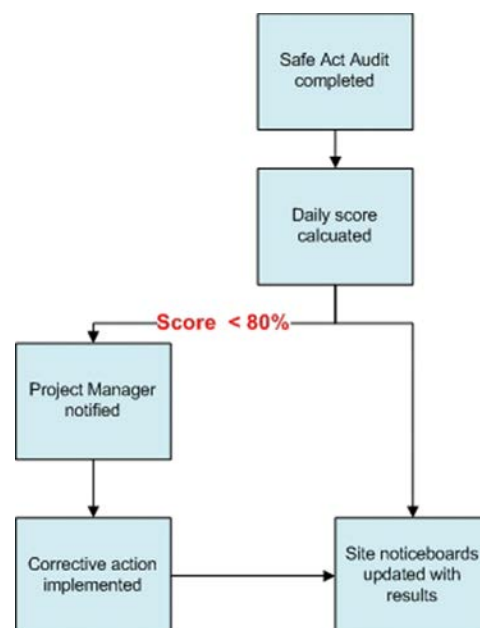 Safe Act Audit
completed
Daily score
calcuated
Score < 80%
Project Manager
notified
Corrective action
implemented
Site noticeboards
updated with
results